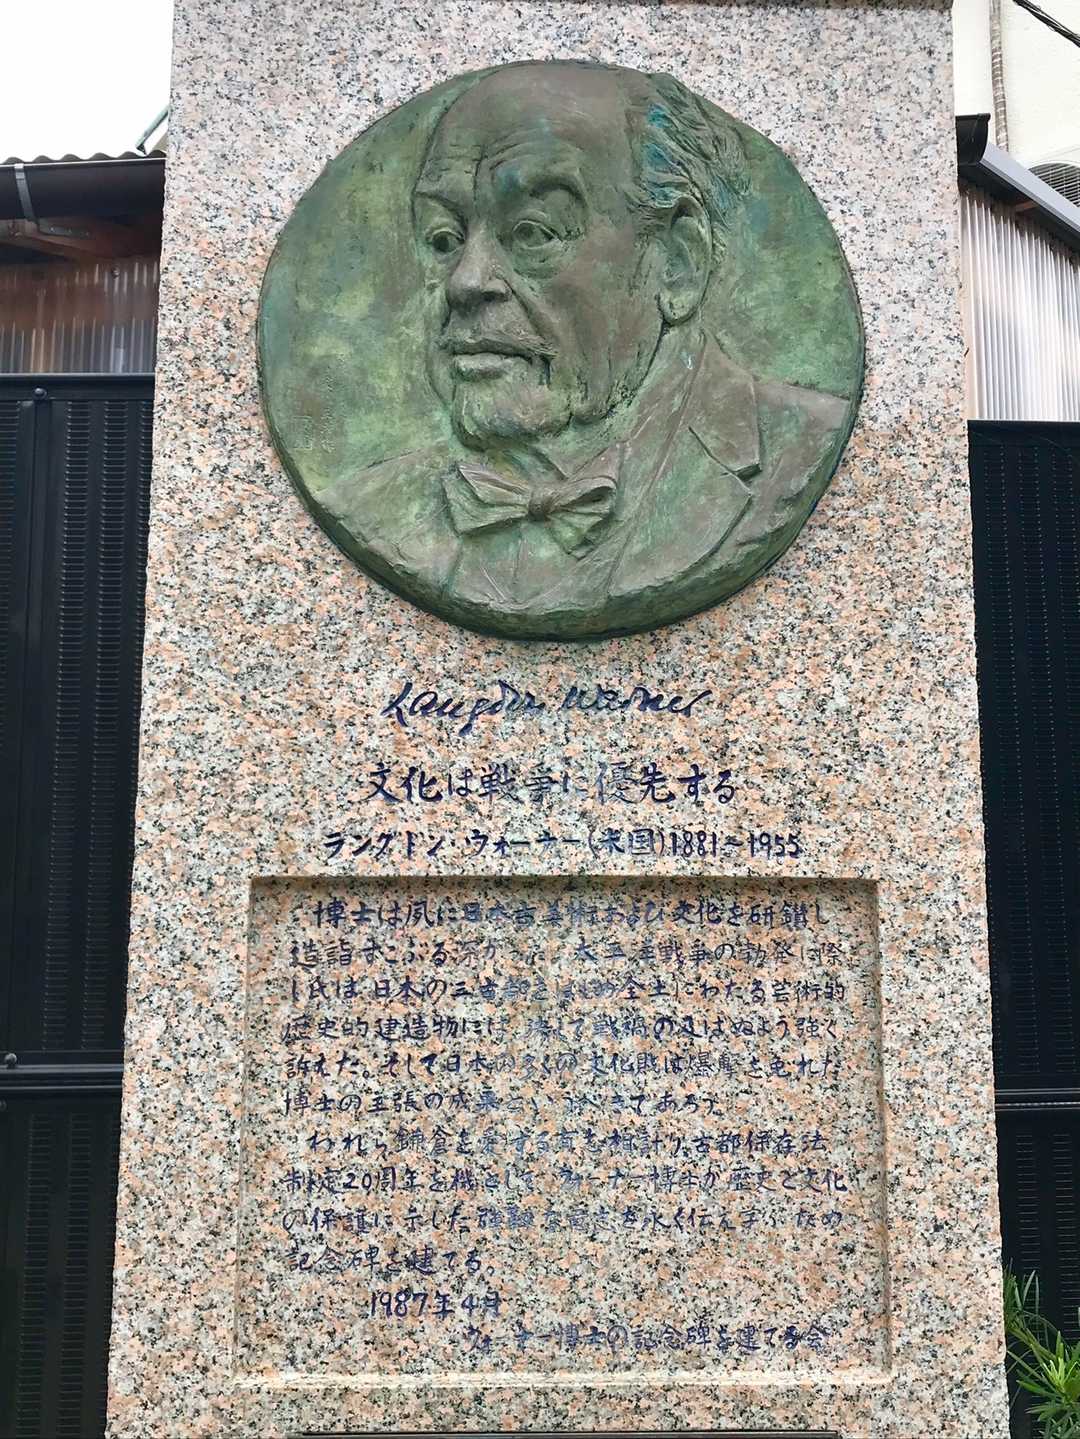 Langdon Warner
文化は戦争に優先する
ラングドン・ウォーナー(米国)1881~1955
博士は夙に日本古美術および文化を研鑽し
造詣すこぶる深かった。太平洋戦争の勃発に際
し氏は日本の三古都をはじめ全土にわたる芸術的
歴史的建造物には決して戦禍の及ばぬよう強く
訴えた。そして日本の多くの文化財は爆撃を免れた
博士の主張の成果というべきであろう
われら鎌倉を愛する有志相計り、古都保存法
制定20周年を機として ウォーナー博士が歴史と文化
の保護に示した強靭な意志を永く伝え学ぶため
記念碑を建てる。
1987年4月
ウォーナー博士の記念碑を建てる会